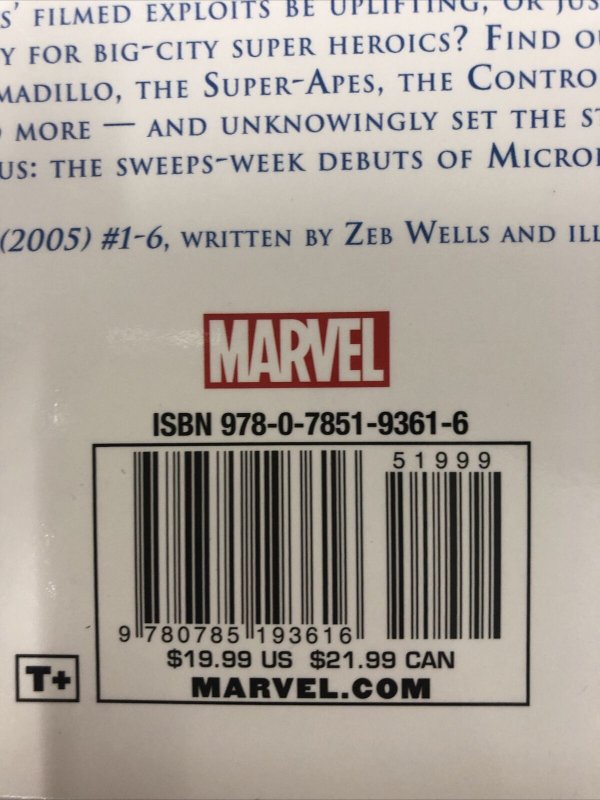 S' FILMED EXPLOITS BE UPLIFTING, OR JUS
Y FOR BIG-CITY SUPER HEROICS? FIND O
MADILLO, THE SUPER-APES, THE CONTRO
MORE — AND UNKNOWINGLY SET THE ST
US: THE SWEEPS-WEEK DEBUTS OF MICRO
(2005) #1-6, WRITTEN BY ZEB WELLS AND ILL
MARVEL
ISBN 978-0-7851-9361-6
51999
9 780785 193616
$19.99 US $21.99 CAN
T+
MARVEL.COM